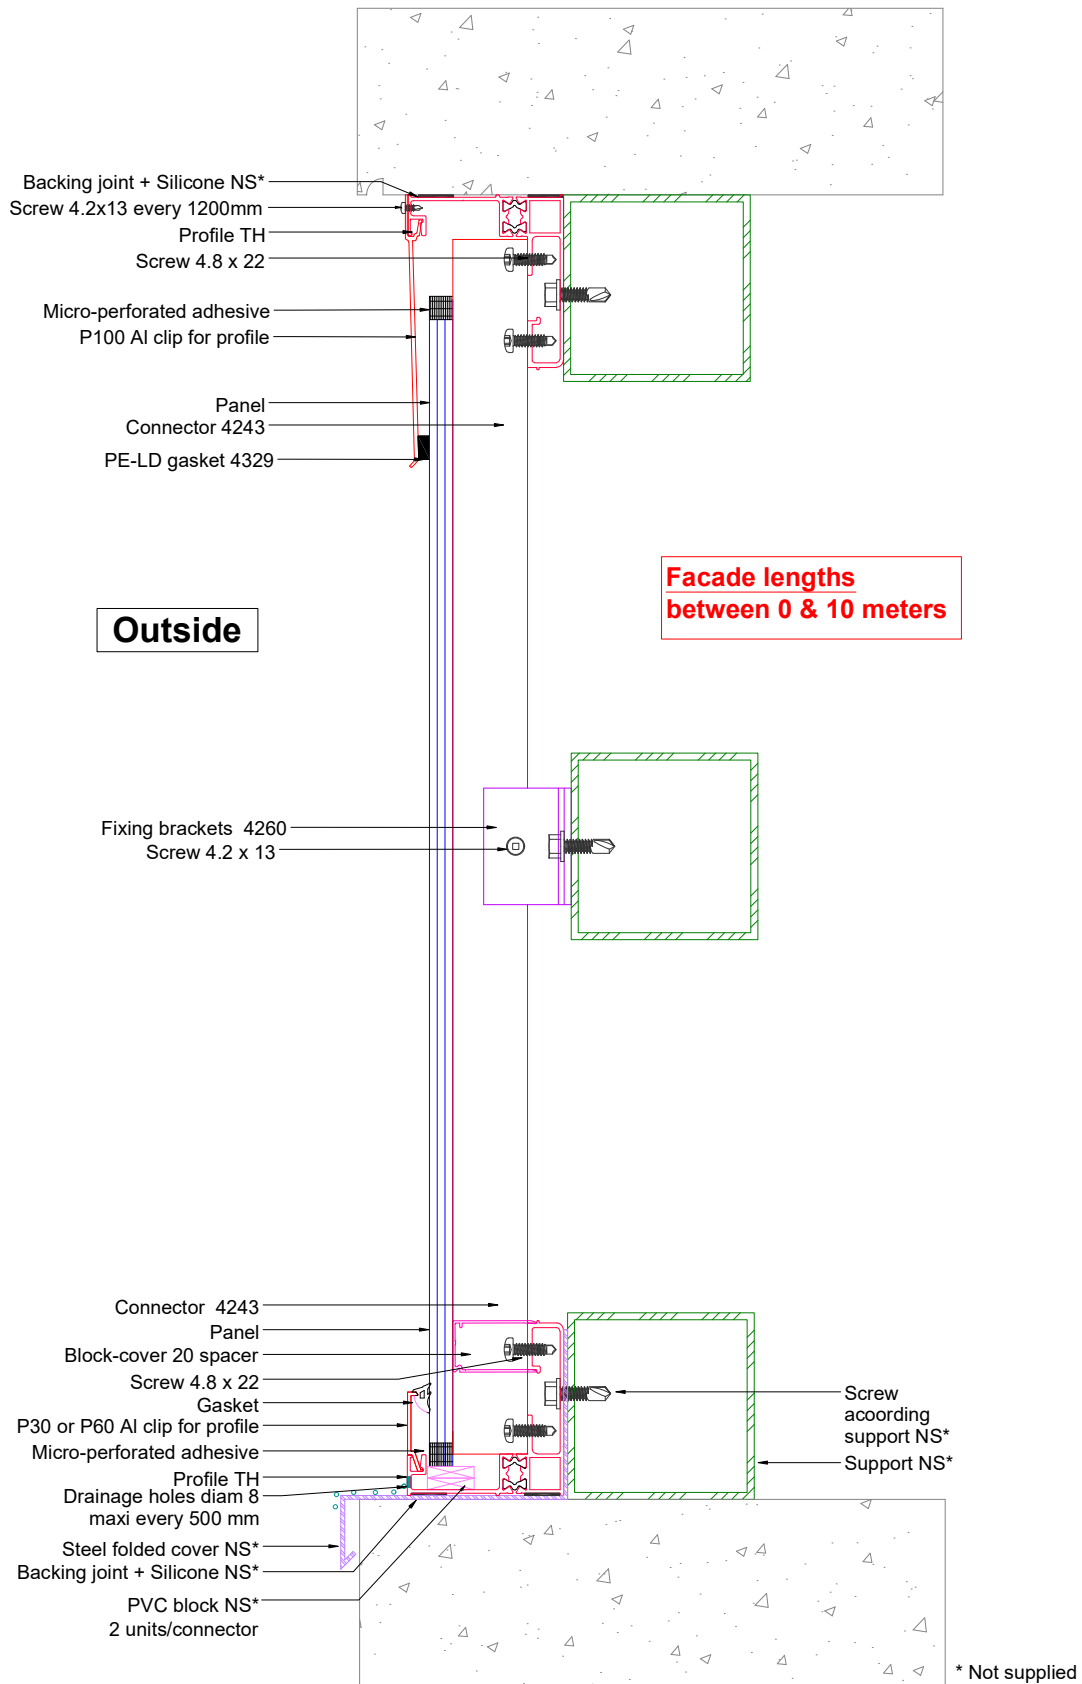 Backing joint + Silicone NS*
Screw 4.2x13 every 1200mm
Profile TH
Screw 4.8 x 22
Micro-perforated adhesive
P100 Al clip for profile
Panel
Connector 4243
PE-LD gasket 4329
Facade lengths
between 0 & 10 meters
Outside
Fixing brackets 4260
Screw 4.2 x 13
Connector 4243
Panel
Block-cover 20 spacer
Screw 4.8 x 22
Gasket
P30 or P60 Al clip for profile
Micro-perforated adhesive
Profile TH
Drainage holes diam 8
maxi every 500 mm
Steel folded cover NS*
Backing joint + Silicone NS*
PVC block NS*
2 units/connector
Screw
acoording
support NS*
Support NS*
* Not supplied